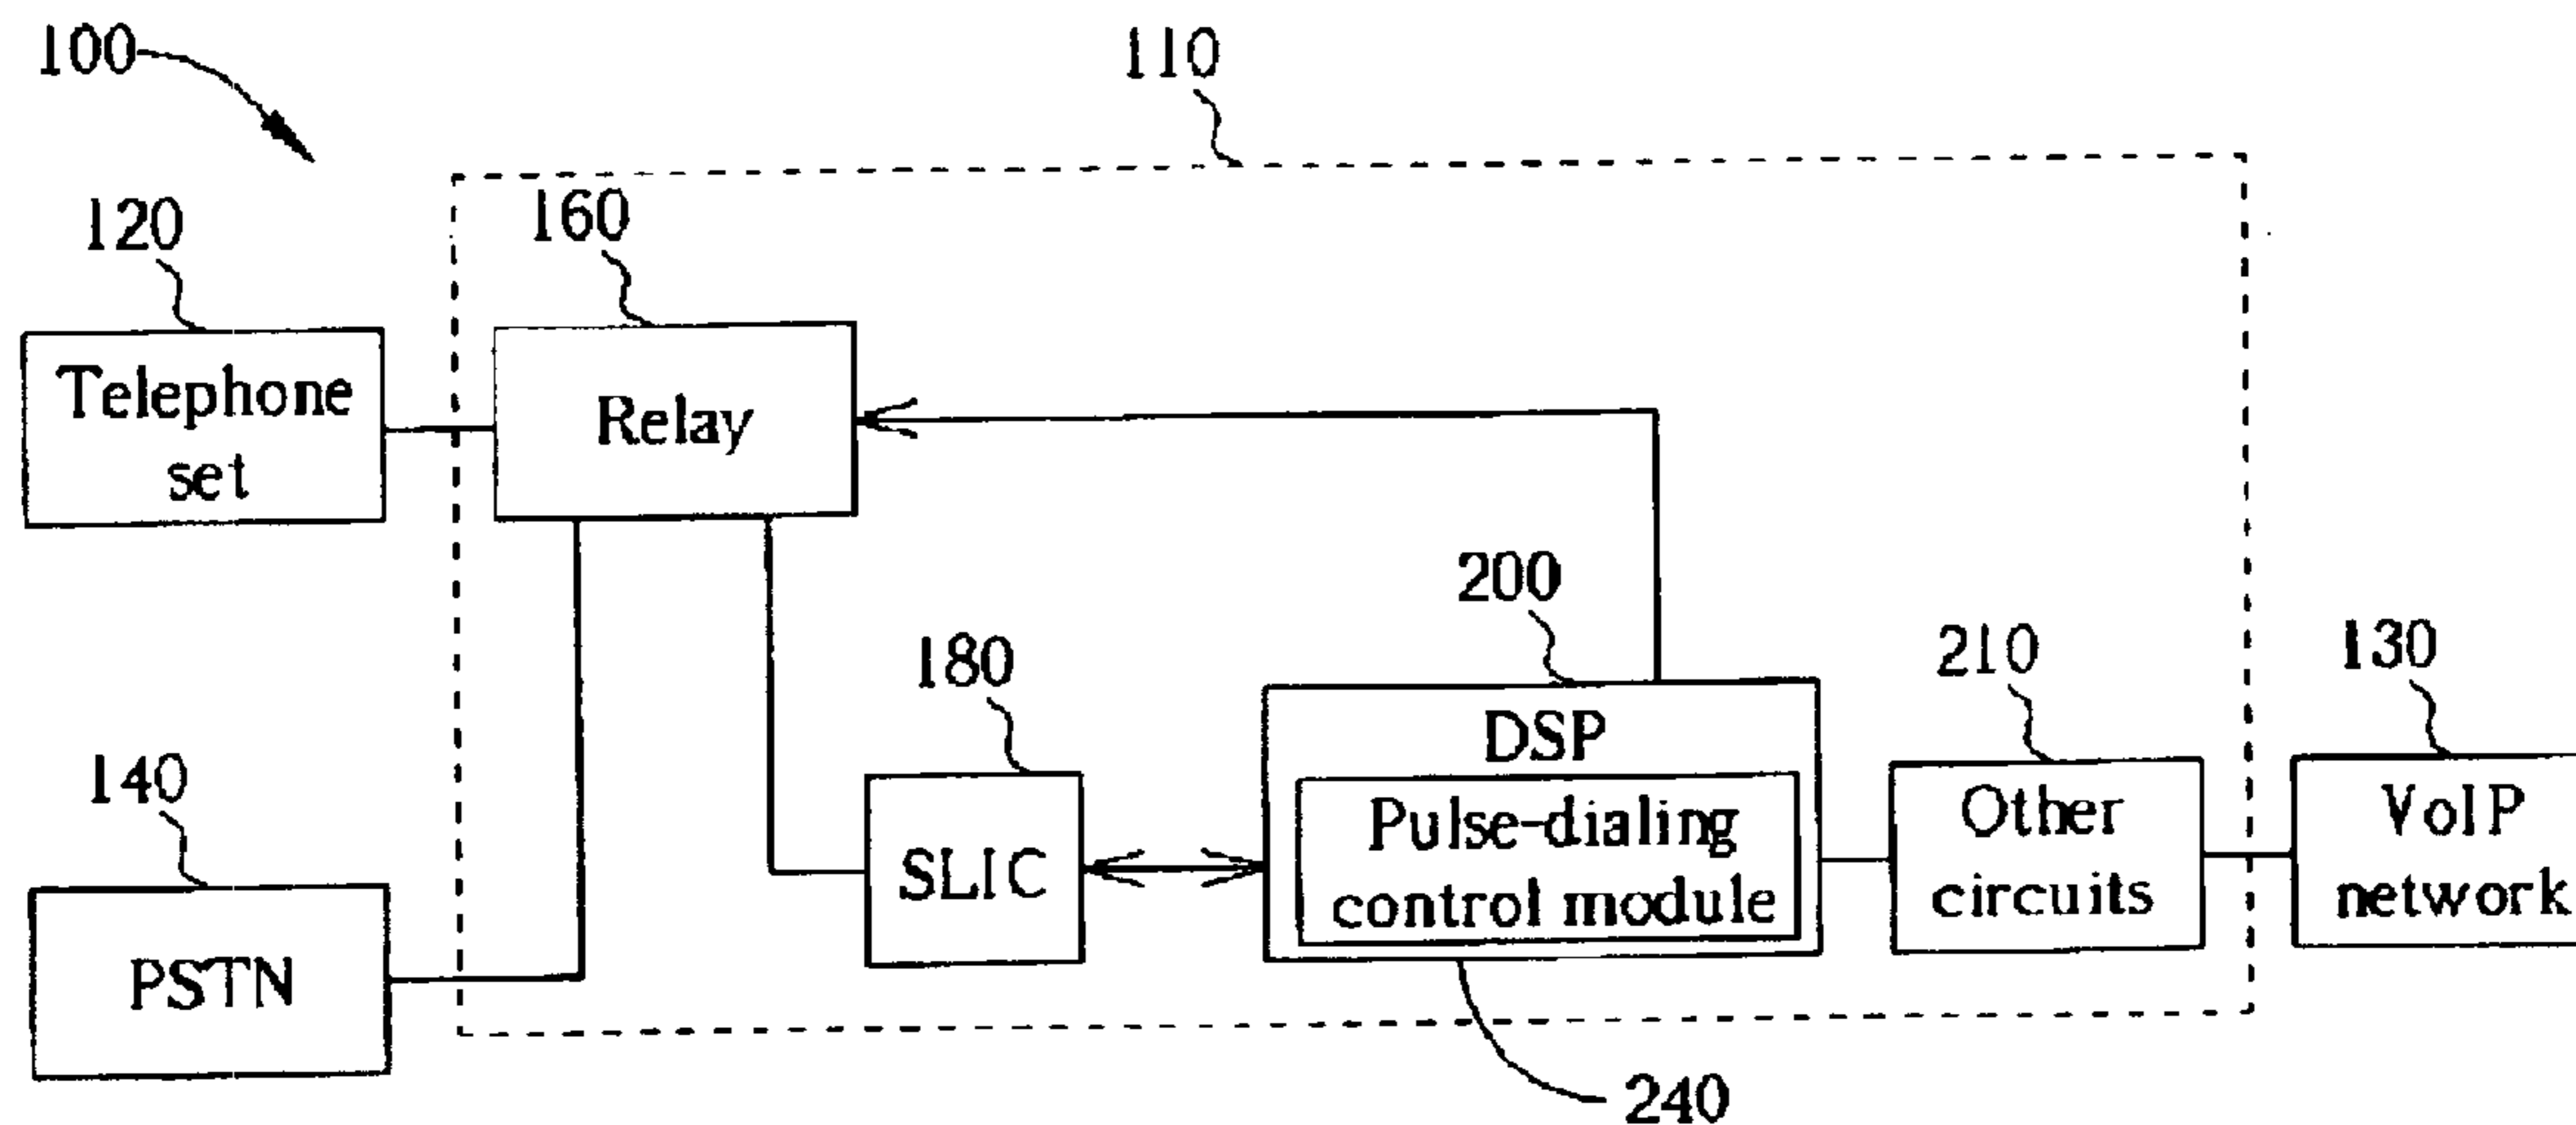 100
110
120
160
Telephone
set
Relay
200
180
210
130
140
DSP
Pulse-dialing
control module
SLIC
Other
circuits
VoIP
network
PSTN
240